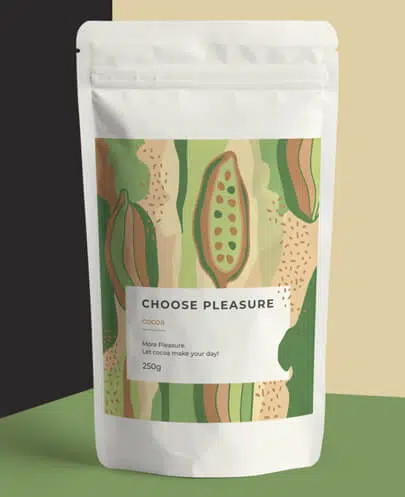 CHOOSE PLEASURE
cocoa
More Pleasure.
Let cocoa make your day!
250g